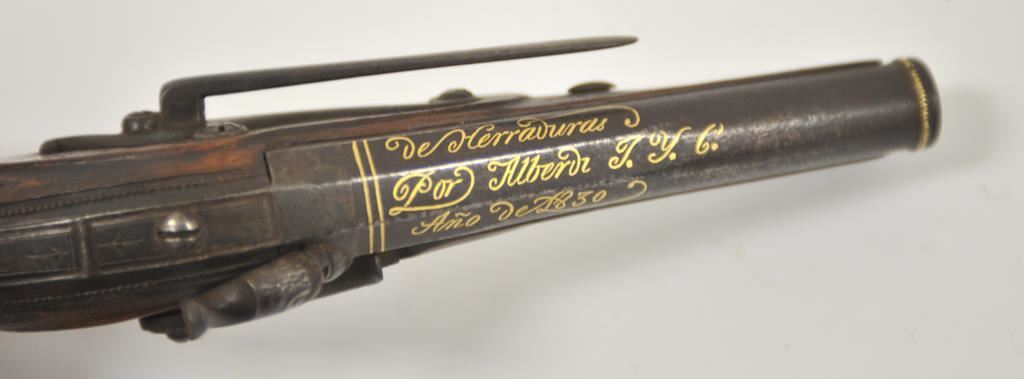 de Herraduras
Por Alberdi J. Y. C.
Año de 1830